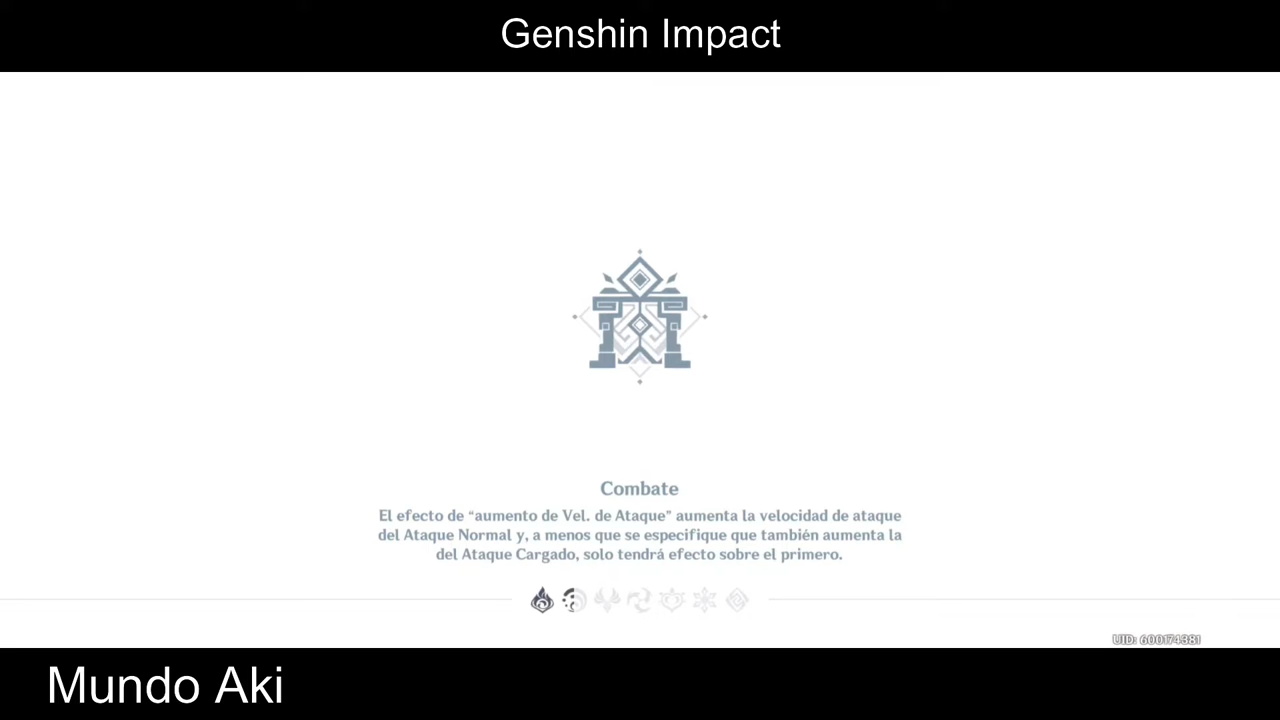 Genshin Impact
Combate
El efecto de “aumento de Vel. de Ataque” aumenta la velocidad de ataque
del Ataque Normal y, a menos que se especifique que también aumenta la
del Ataque Cargado, solo tendrá efecto sobre el primero.
UID: 600174381
Mundo Aki